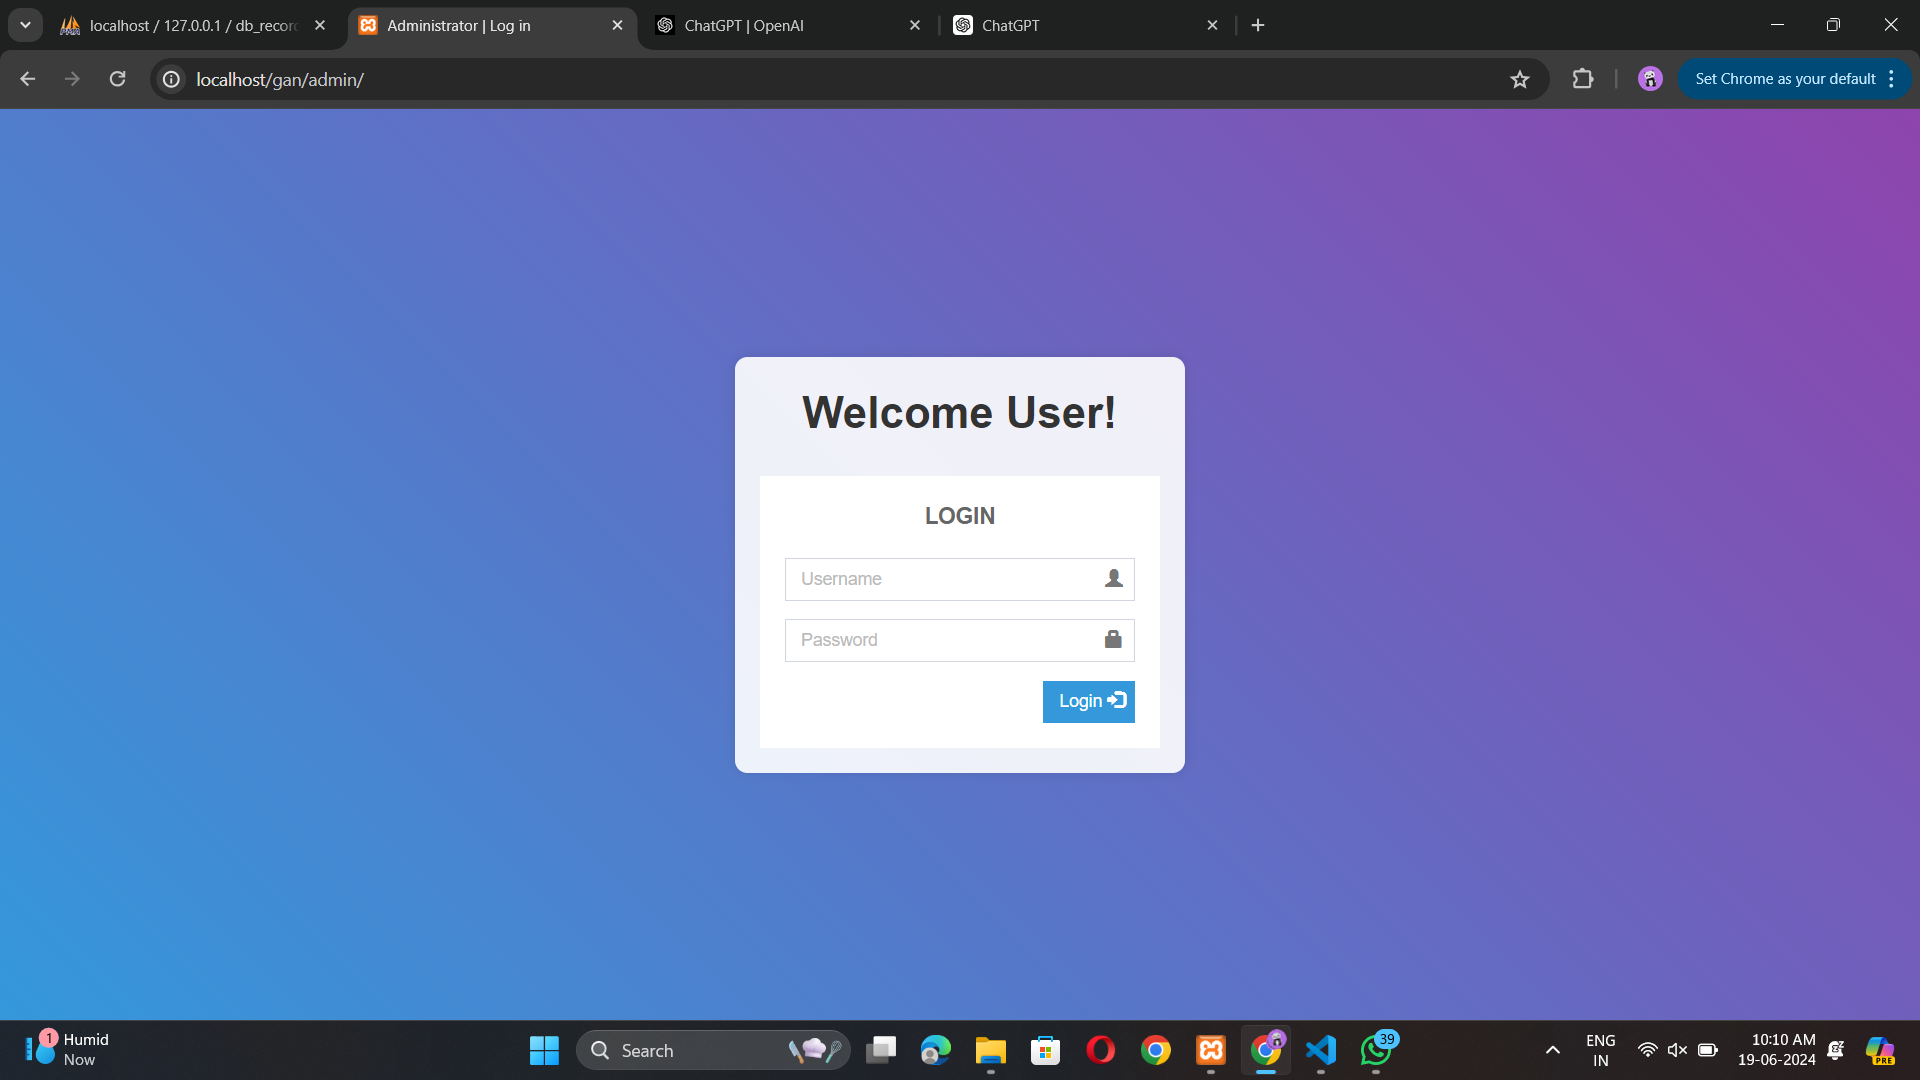 localhost / 127.0.0.1 / db_recor
Administrator | Log in
ChatGPT | OpenAI
ChatGPT
localhost/gan/admin/
Set Chrome as your default
Welcome User!
LOGIN
Username
Password
Login
1
Humid
Now
Search
39
ENG
IN
10:10 AM
19-06-2024
PRE